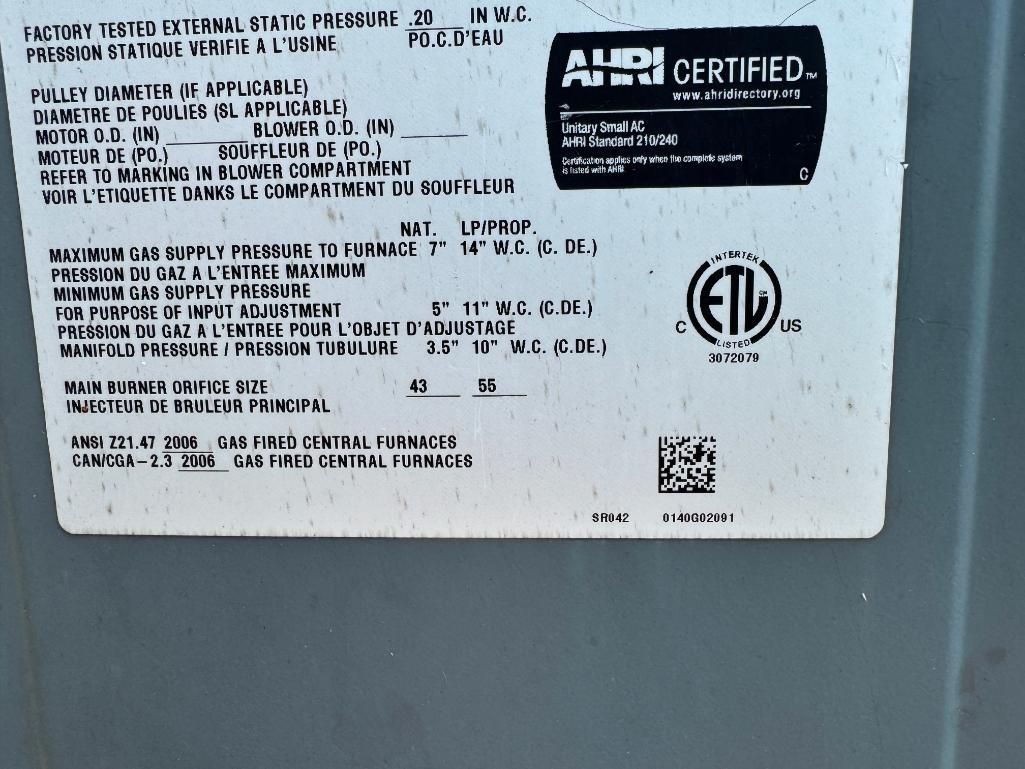 FACTORY TESTED EXTERNAL STATIC PRESSURE .20 IN W.C.
PRESSION STATIQUE VERIFIE A L'USINE PO.C.D'EAU
PULLEY DIAMETER (IF APPLICABLE)
DIAMETRE DE POULIES (SL APPLICABLE)
MOTOR O.D. (IN) BLOWER O.D. (IN)
MOTEUR DE (PO.) SOUFFLEUR DE (PO.)
REFER TO MARKING IN BLOWER COMPARTMENT
VOIR L'ETIQUETTE DANKS LE COMPARTMENT DU SOUFFLEUR
AHRI CERTIFIED™
www.ahridirectory.org
Unitary Small AC
AHRI Standard 210/240
Certification applies only when the complete system
is listed with AHRI.
C
NAT. LP/PROP.
MAXIMUM GAS SUPPLY PRESSURE TO FURNACE 7" 14" W.C. (C. DE.)
PRESSION DU GAZ A L'ENTREE MAXIMUM
MINIMUM GAS SUPPLY PRESSURE
FOR PURPOSE OF INPUT ADJUSTMENT 5" 11" W.C. (C.DE.)
PRESSION DU GAZ A L'ENTREE POUR L'OBJET D'ADJUSTAGE
MANIFOLD PRESSURE / PRESSION TUBULURE 3.5" 10" W.C. (C.DE.)
INTERTEK
ETL CM
C US
LISTED
3072079
MAIN BURNER ORIFICE SIZE 43 55
INJECTEUR DE BRULEUR PRINCIPAL
ANSI Z21.47 2006 GAS FIRED CENTRAL FURNACES
CAN/CGA-2.3 2006 GAS FIRED CENTRAL FURNACES
SR042 0140G02091